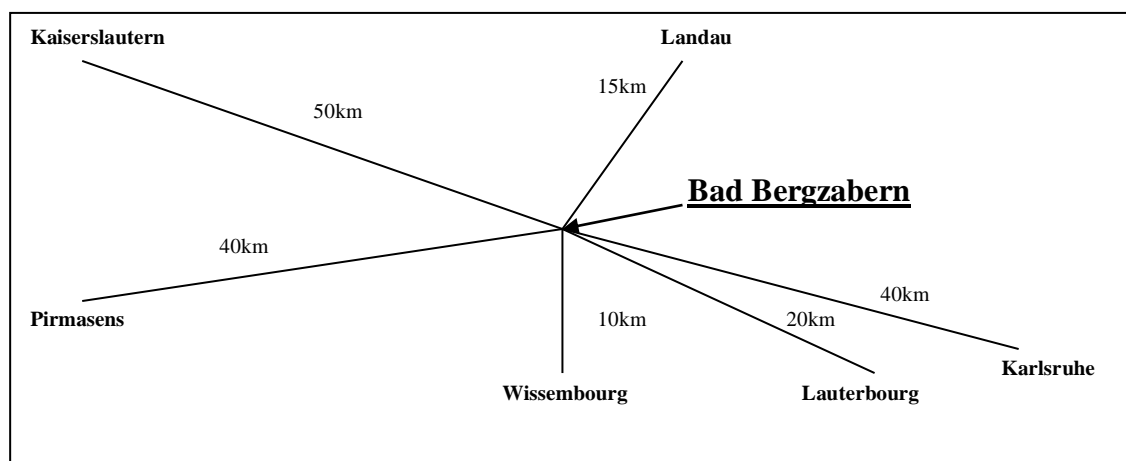 Kaiserslautern
Landau
15km
50km
Bad Bergzabern
40km
40km
Pirmasens
10km
20km
Karlsruhe
Wissembourg
Lauterbourg